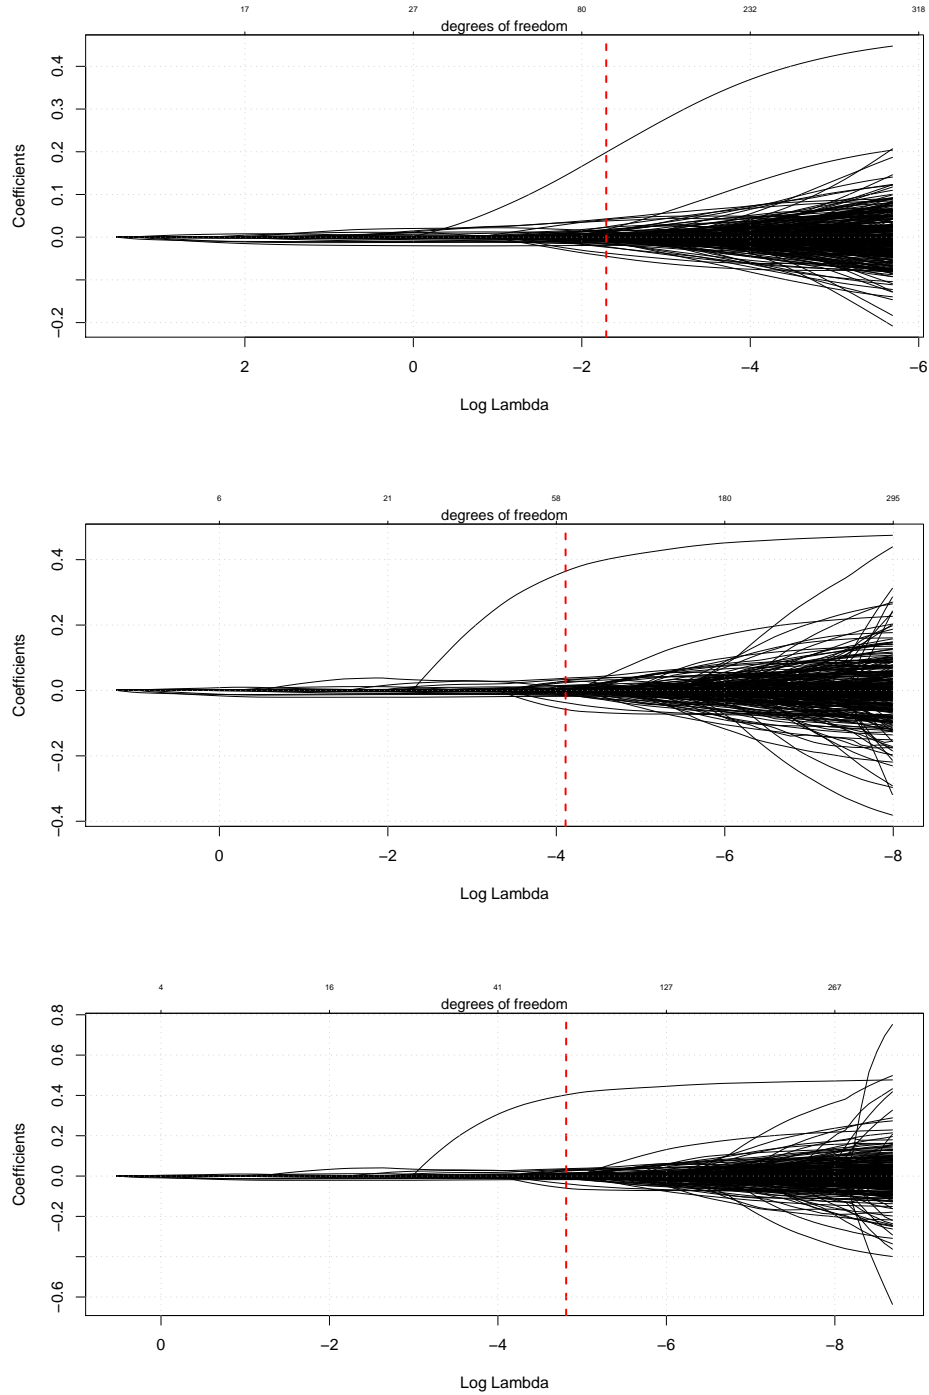 17 27 80 232 318
degrees of freedom
0.4
0.3
0.2
0.1
0.0
−0.2
Coefficients
2 0 −2 −4 −6
Log Lambda
6 21 58 180 295
degrees of freedom
0.4
0.2
0.0
−0.2
−0.4
Coefficients
0 −2 −4 −6 −8
Log Lambda
4 16 41 127 267
degrees of freedom
0.8
0.6
0.4
0.2
0.0
−0.2
−0.6
Coefficients
0 −2 −4 −6 −8
Log Lambda